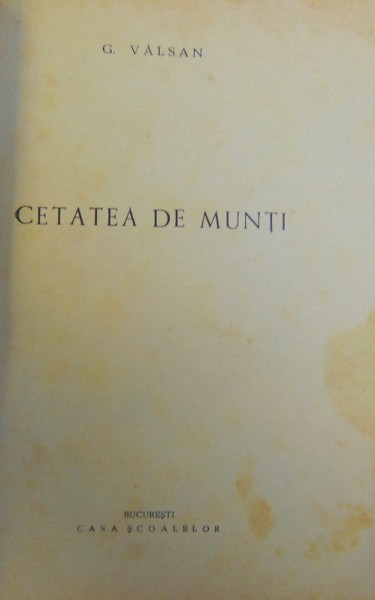 G. VÂLSAN
CETATEA DE MUNȚI
BUCUREȘTI
CASA ȘCOALELOR